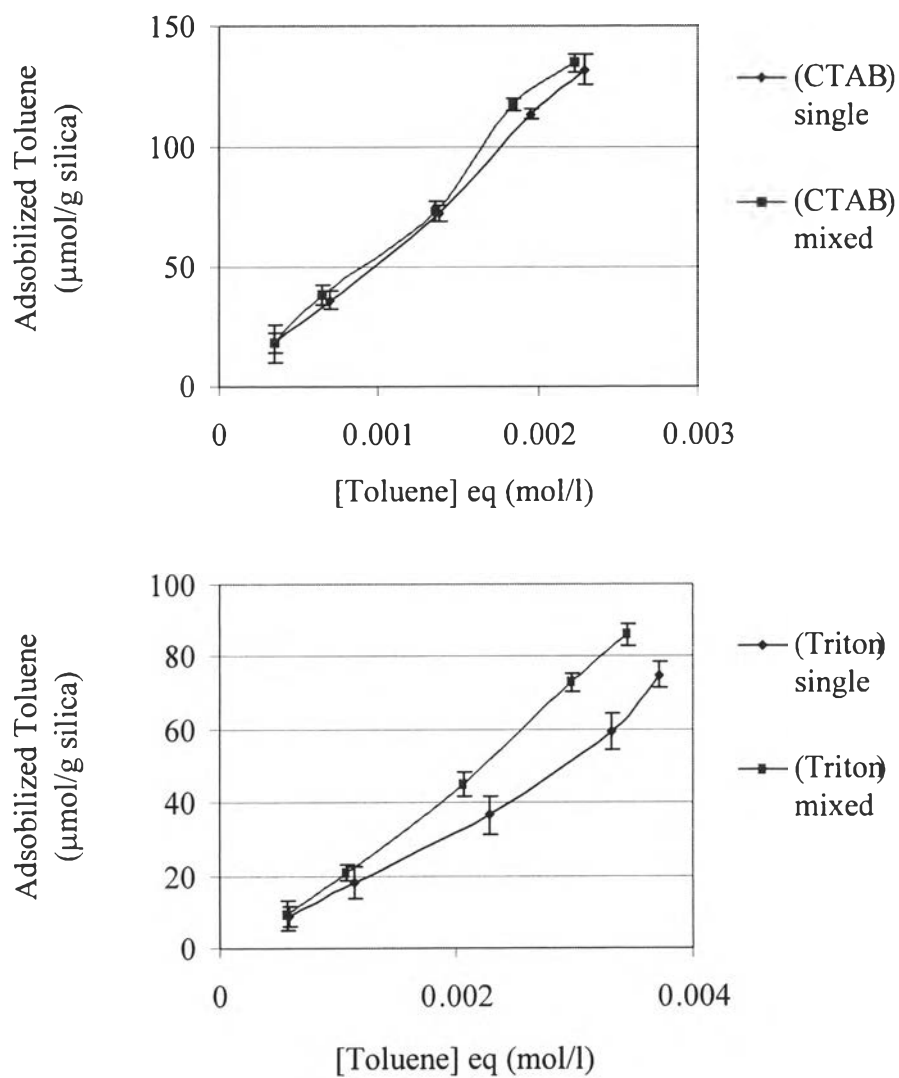 Adsobilized Toluene
(µmol/g silica)
150
100
50
0
0
0.001
0.002
0.003
[Toluene] eq (mol/l)
(CTAB)
single
(CTAB)
mixed
Adsobilized Toluene
(µmol/g silica)
100
80
60
40
20
0
0
0.002
0.004
[Toluene] eq (mol/l)
(Triton)
single
(Triton)
mixed